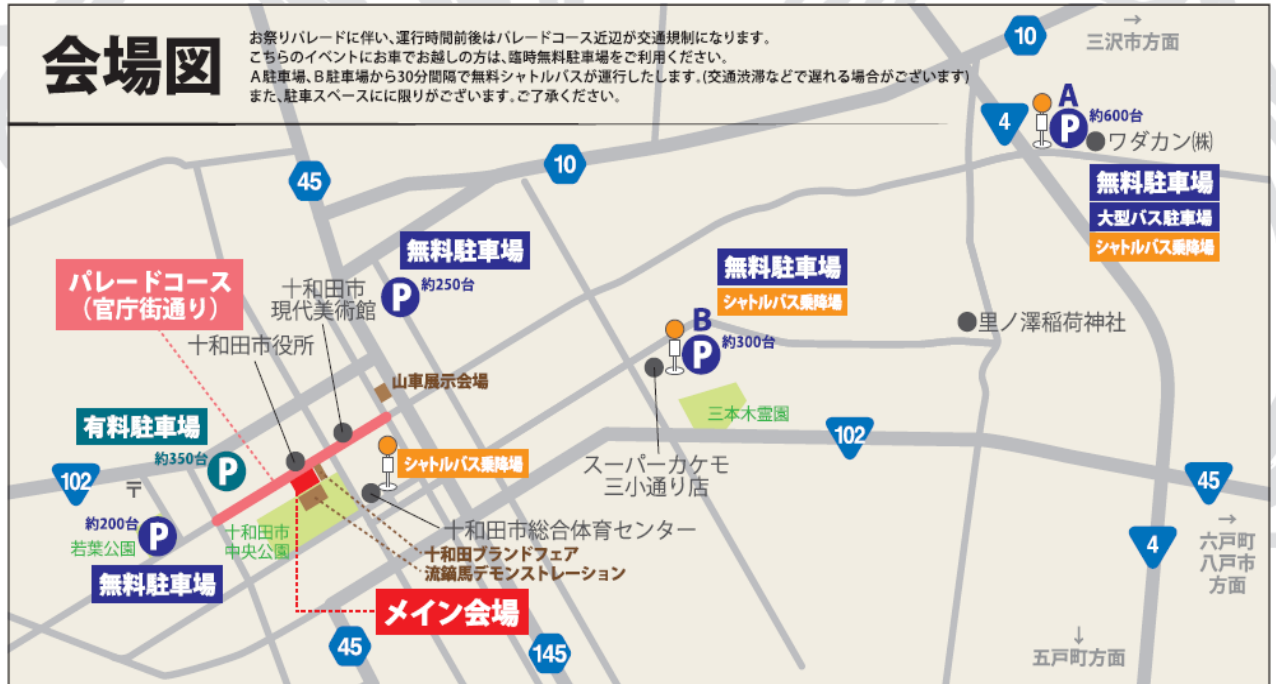 会場図
お祭りパレードに伴い、運行時間前後はパレードコース近辺が交通規制になります。
こちらのイベントにお車でお越しの方は、臨時無料駐車場をご利用ください。
A駐車場、B駐車場から30分間隔で無料シャトルバスが運行したします。(交通渋滞などで遅れる場合がございます)
また、駐車スペースにに限りがございます。ご了承ください。
10
→
三沢市方面
4
A
P
約600台
ワダカン㈱
無料駐車場
大型バス駐車場
シャトルバス乗降場
45
10
無料駐車場
P
約250台
パレードコース
(官庁街通り)
十和田市
現代美術館
十和田市役所
無料駐車場
シャトルバス乗降場
B
P
約300台
里ノ澤稲荷神社
山車展示会場
三本木霊園
有料駐車場
約350台
P
102
〒
シャトルバス乗降場
スーパーカケモ
三小通り店
102
45
→
六戸町
八戸市
方面
約200台
P
若葉公園
無料駐車場
十和田市
中央公園
十和田市総合体育センター
十和田ブランドフェア
流鏑馬デモンストレーション
メイン会場
4
45
145
↓
五戸町方面